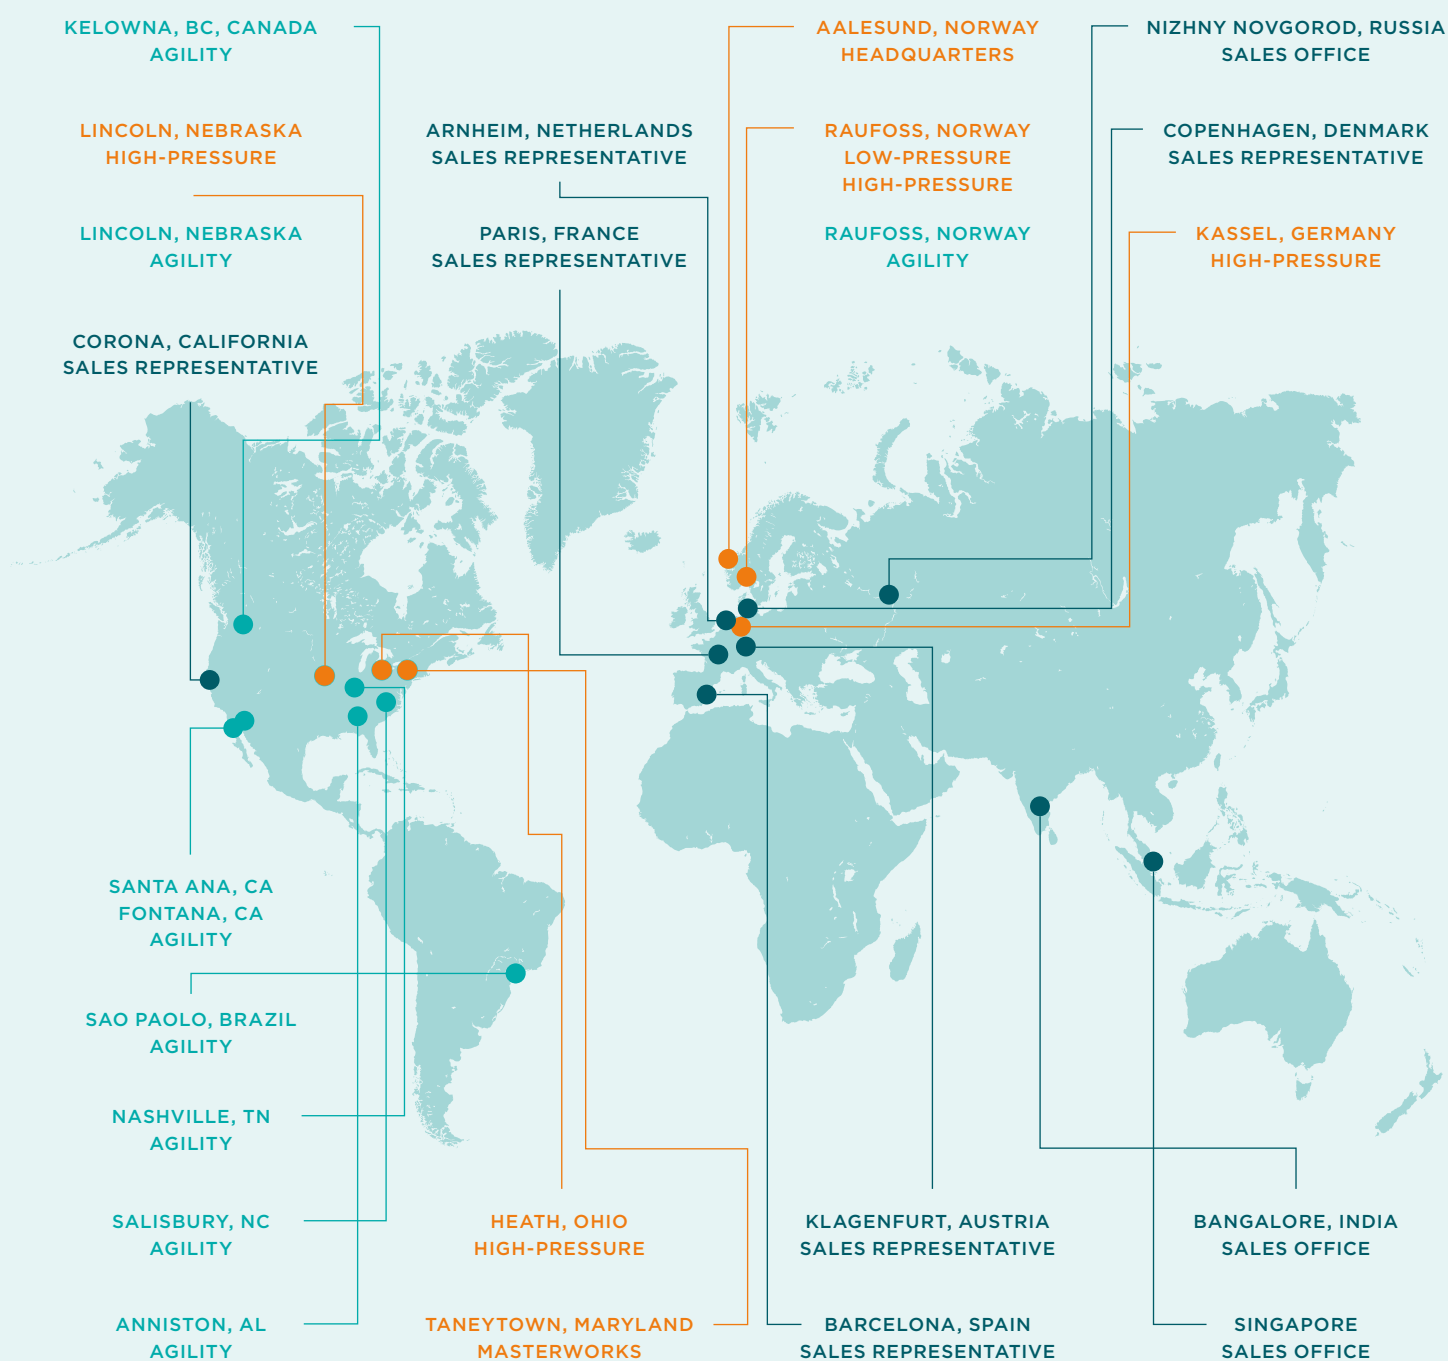 KELOWNA, BC, CANADA
AGILITY
AALESUND, NORWAY
HEADQUARTERS
NIZHNY NOVGOROD, RUSSIA
SALES OFFICE
LINCOLN, NEBRASKA
HIGH-PRESSURE
ARNHEIM, NETHERLANDS
SALES REPRESENTATIVE
RAUFOSS, NORWAY
LOW-PRESSURE
HIGH-PRESSURE
COPENHAGEN, DENMARK
SALES REPRESENTATIVE
LINCOLN, NEBRASKA
AGILITY
PARIS, FRANCE
SALES REPRESENTATIVE
RAUFOSS, NORWAY
AGILITY
KASSEL, GERMANY
HIGH-PRESSURE
CORONA, CALIFORNIA
SALES REPRESENTATIVE
SANTA ANA, CA
FONTANA, CA
AGILITY
SAO PAOLO, BRAZIL
AGILITY
NASHVILLE, TN
AGILITY
SALISBURY, NC
AGILITY
HEATH, OHIO
HIGH-PRESSURE
KLAGENFURT, AUSTRIA
SALES REPRESENTATIVE
BANGALORE, INDIA
SALES OFFICE
ANNISTON, AL
AGILITY
TANEYTOWN, MARYLAND
MASTERWORKS
BARCELONA, SPAIN
SALES REPRESENTATIVE
SINGAPORE
SALES OFFICE